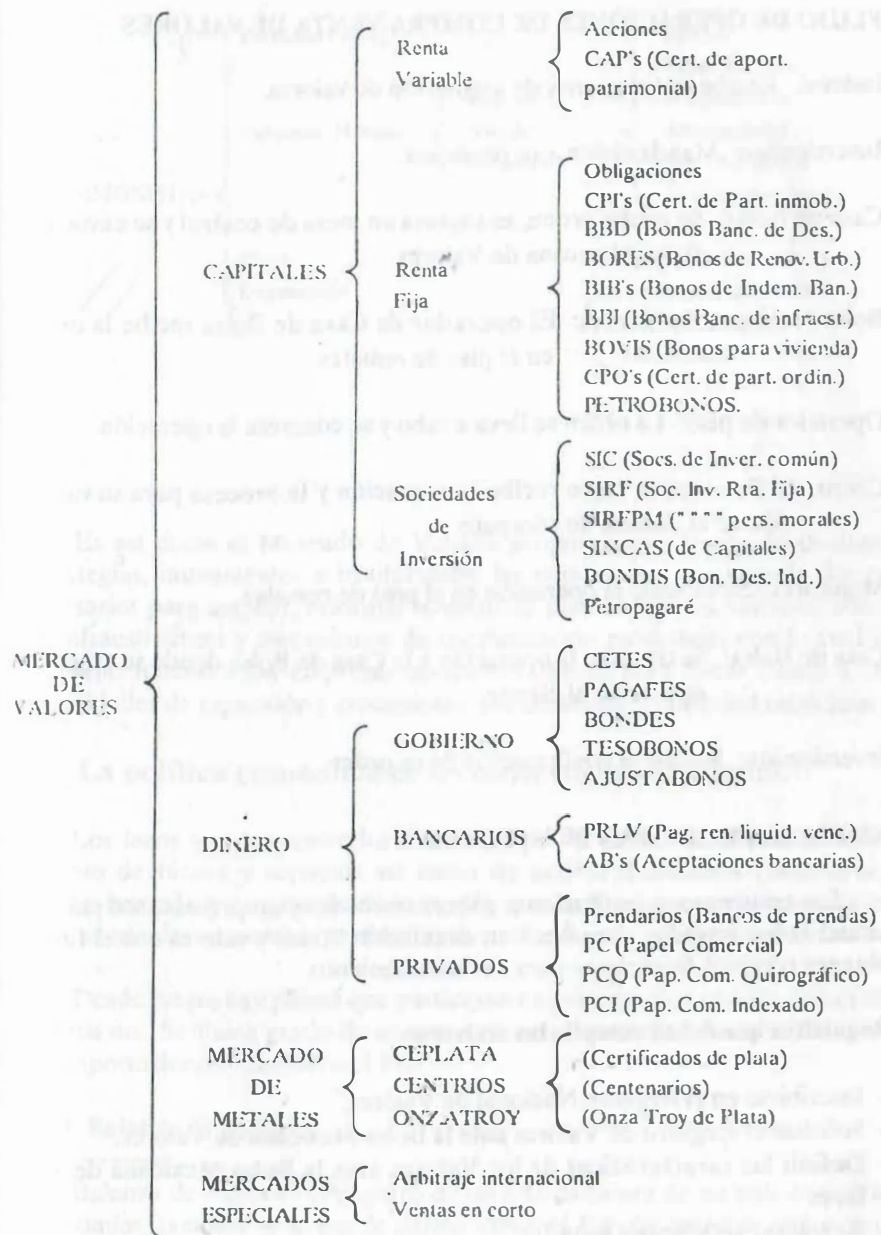 Renta
Variable
Acciones
CAP's (Cert. de aport.
patrimonial)
CAPITALES
Renta
Fija
Obligaciones
CPI's (Cert. de Part. inmob.)
BBD (Bonos Banc. de Des.)
BORES (Bonos de Renov. Urb.)
BIB's (Bonos de Indem. Ban.)
BBI (Bonos Banc. de infraest.)
BOVIS (Bonos para vivienda)
CPO's (Cert. de part. ordin.)
PETROBONOS.
Sociedades
de
Inversión
SIC (Socs. de Inver. común)
SIRF (Soc. Inv. Rta. Fija)
SIRFPM (" " " " pers. morales)
SINCAS (de Capitales)
BONDIS (Bon. Des. Ind.)
Petropagaré
MERCADO
DE
VALORES
DINERO
GOBIERNO
CETES
PAGAFES
BONDES
TESOBONOS
AJUSTABONOS
BANCARIOS
PRLV (Pag. ren. liquid. venc.)
AB's (Aceptaciones bancarias)
PRIVADOS
Prendarios (Bancos de prendas)
PC (Papel Comercial)
PCQ (Pap. Com. Quirográfico)
PCI (Pap. Com. Indexado)
MERCADO
DE
METALES
CEPLATA
CENTRIOS
ONZATROY
(Certificados de plata)
(Centenarios)
(Onza Troy de Plata)
MERCADOS
ESPECIALES
Arbitraje internacional
Ventas en corto